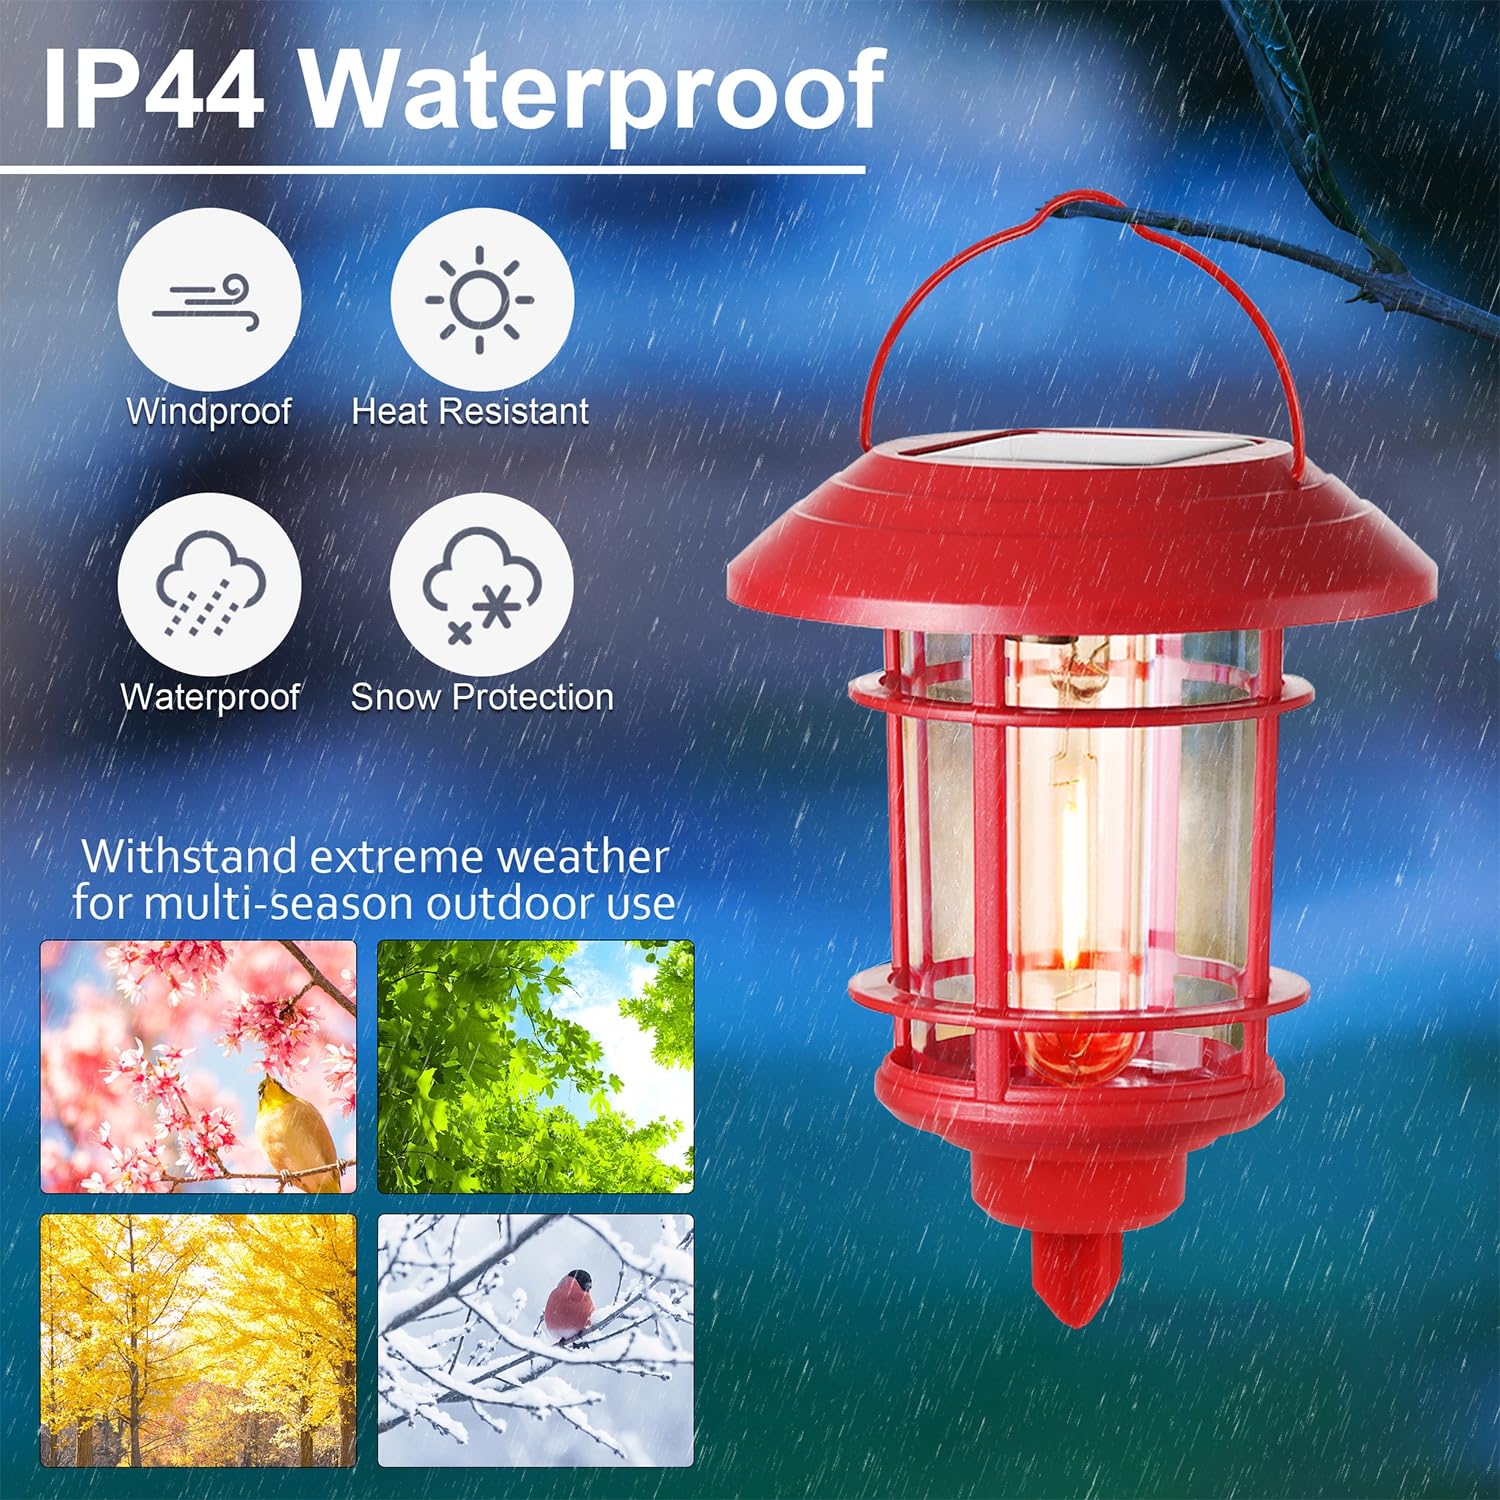 IP44 Waterproof
Windproof
Heat Resistant
Waterproof
Snow Protection
Withstand extreme weather
for multi-season outdoor use